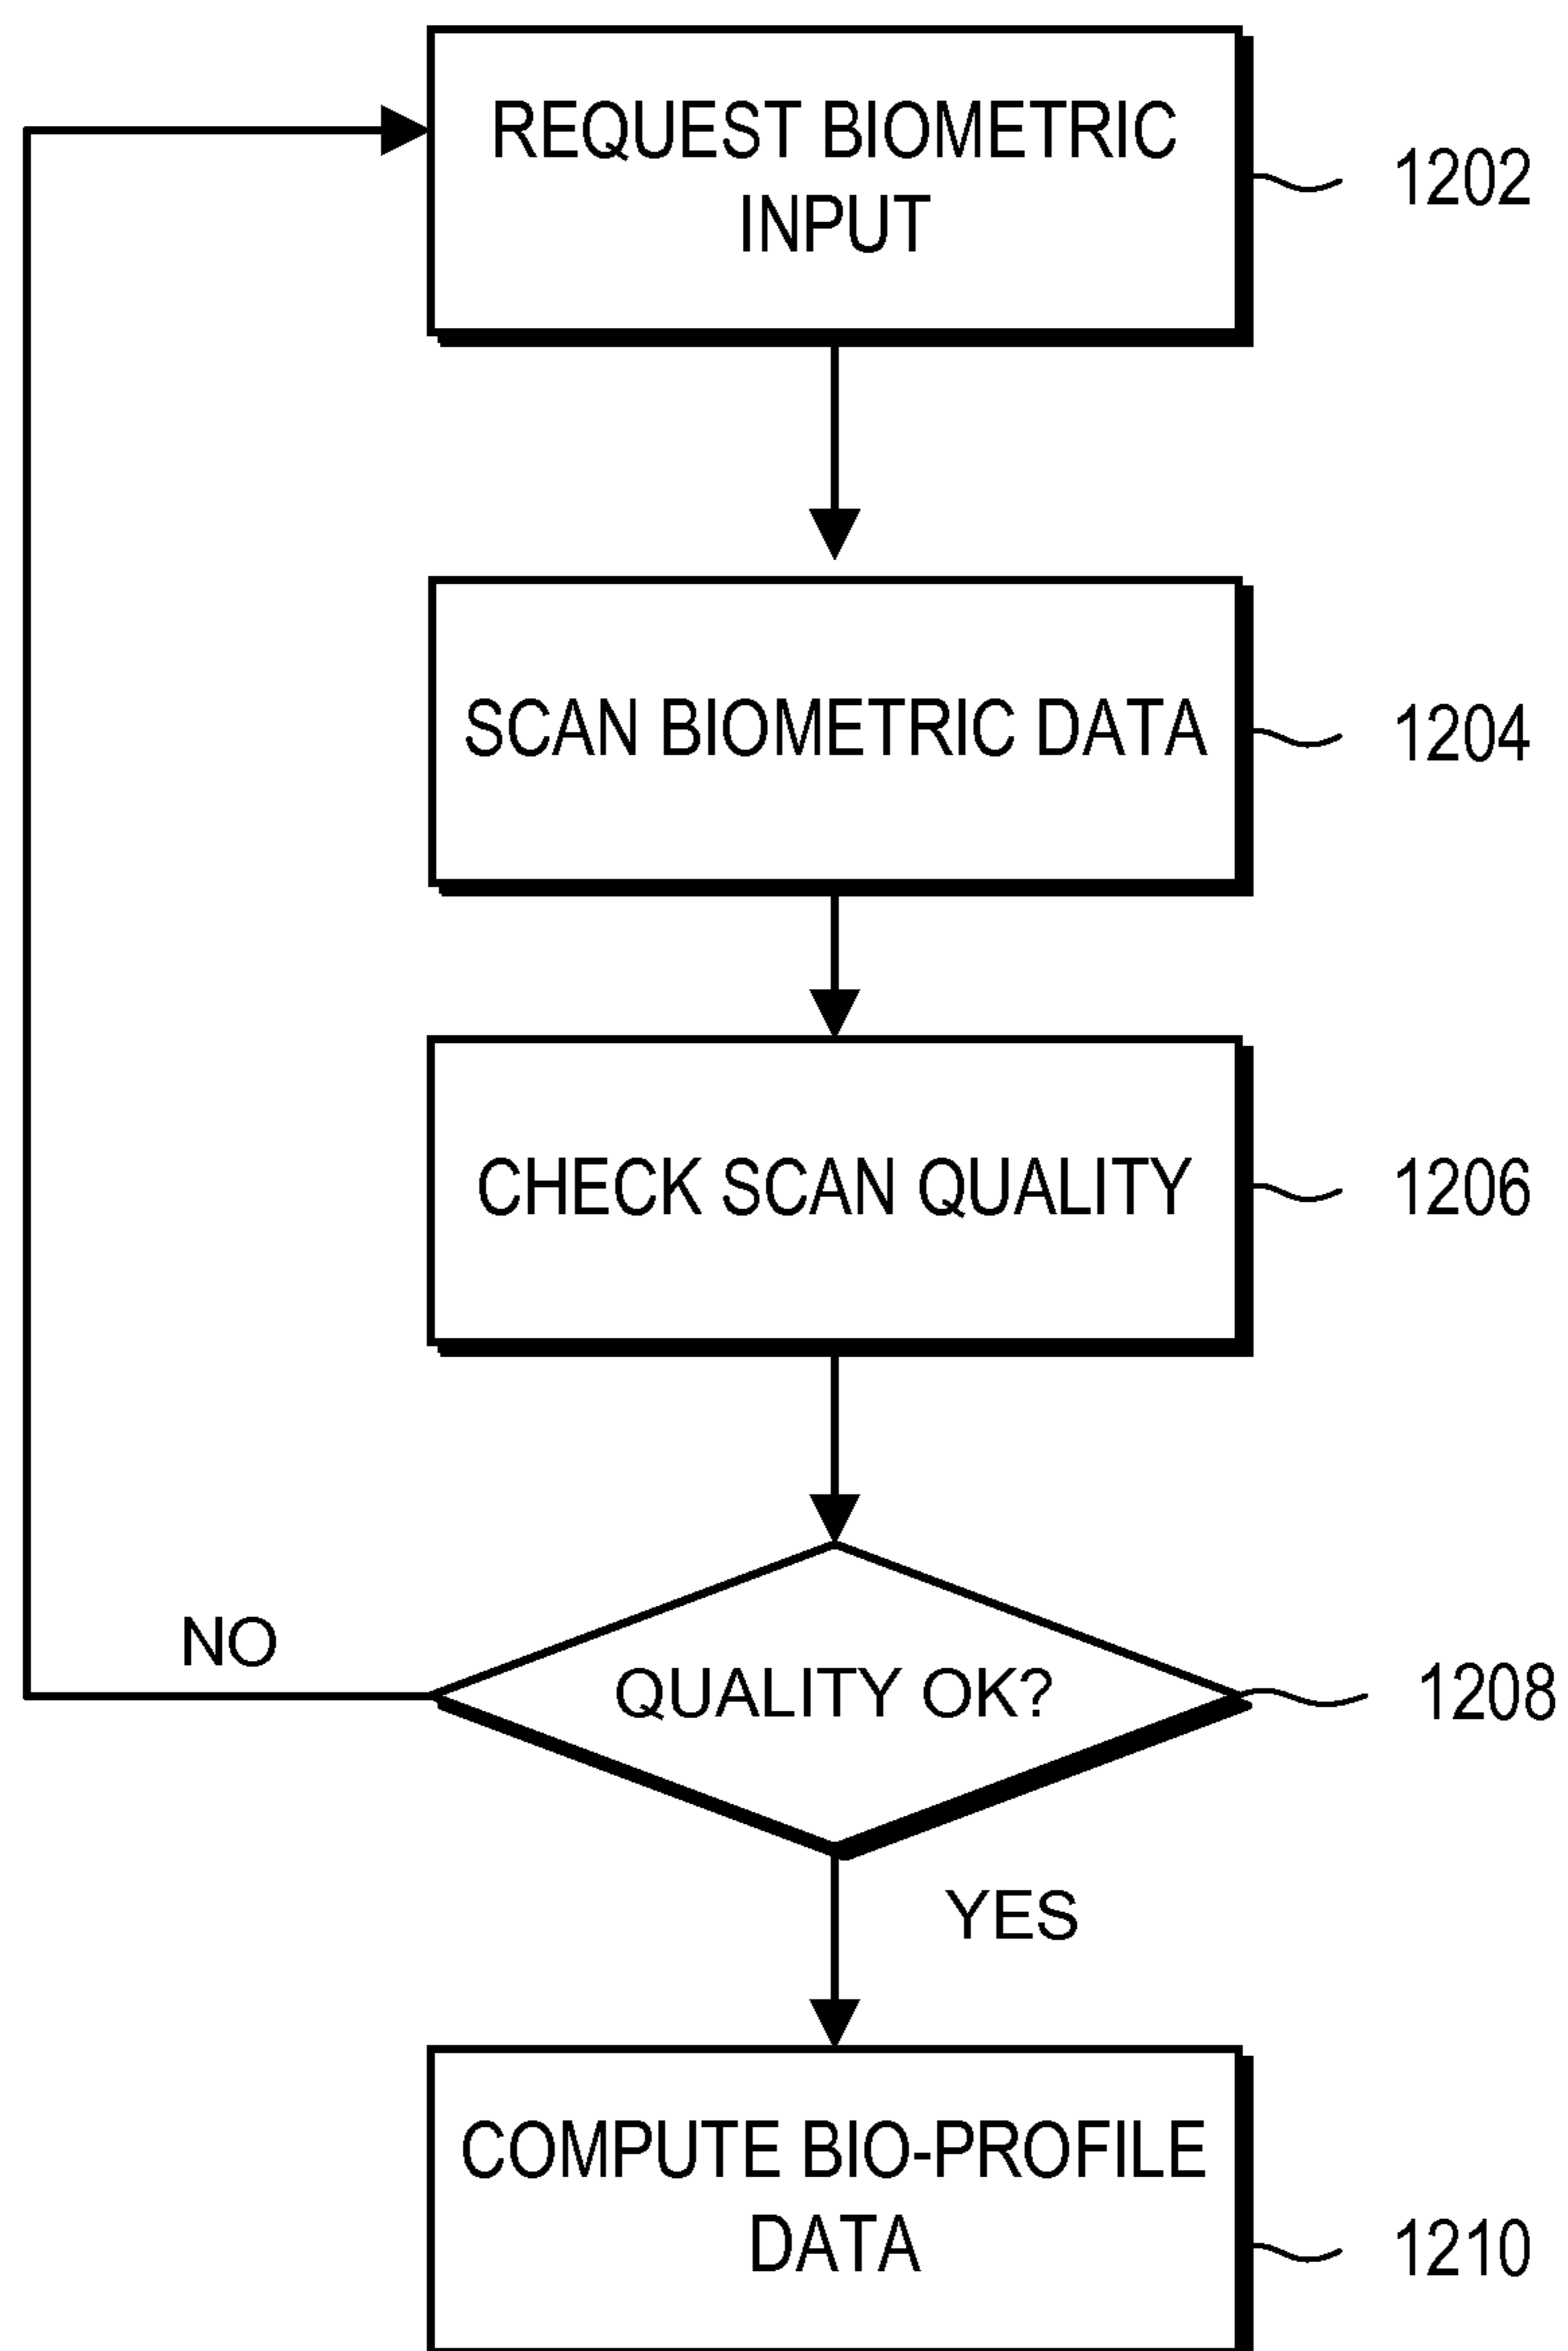 REQUEST BIOMETRIC
INPUT
1202
SCAN BIOMETRIC DATA
1204
CHECK SCAN QUALITY
1206
NO
QUALITY OK?
1208
YES
COMPUTE BIO-PROFILE
DATA
1210